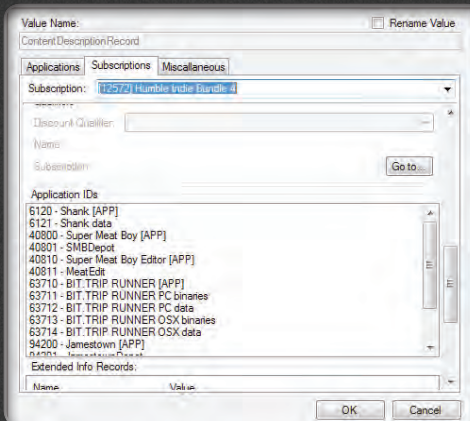 Value Name:
Rename Value
ContentDescriptionRecord
Applications Subscriptions Miscellaneous
Subscription: [12572] Humble Indie Bundle 4
Discount Qualifier:
Name
Subscription
Go to ...
Application IDs
6120 - Shank [APP]
6121 - Shank data
40800 - Super Meat Boy [APP]
40801 - SMBDepot
40810 - Super Meat Boy Editor [APP]
40811 - MeatEdit
63710 - BIT.TRIP RUNNER [APP]
63711 - BIT.TRIP RUNNER PC binaries
63712 - BIT.TRIP RUNNER PC data
63713 - BIT.TRIP RUNNER OSX binaries
63714 - BIT.TRIP RUNNER OSX data
94200 - Jamestown [APP]
94201 - JamestownDepot
Extended Info Records:
Name Value
OK Cancel